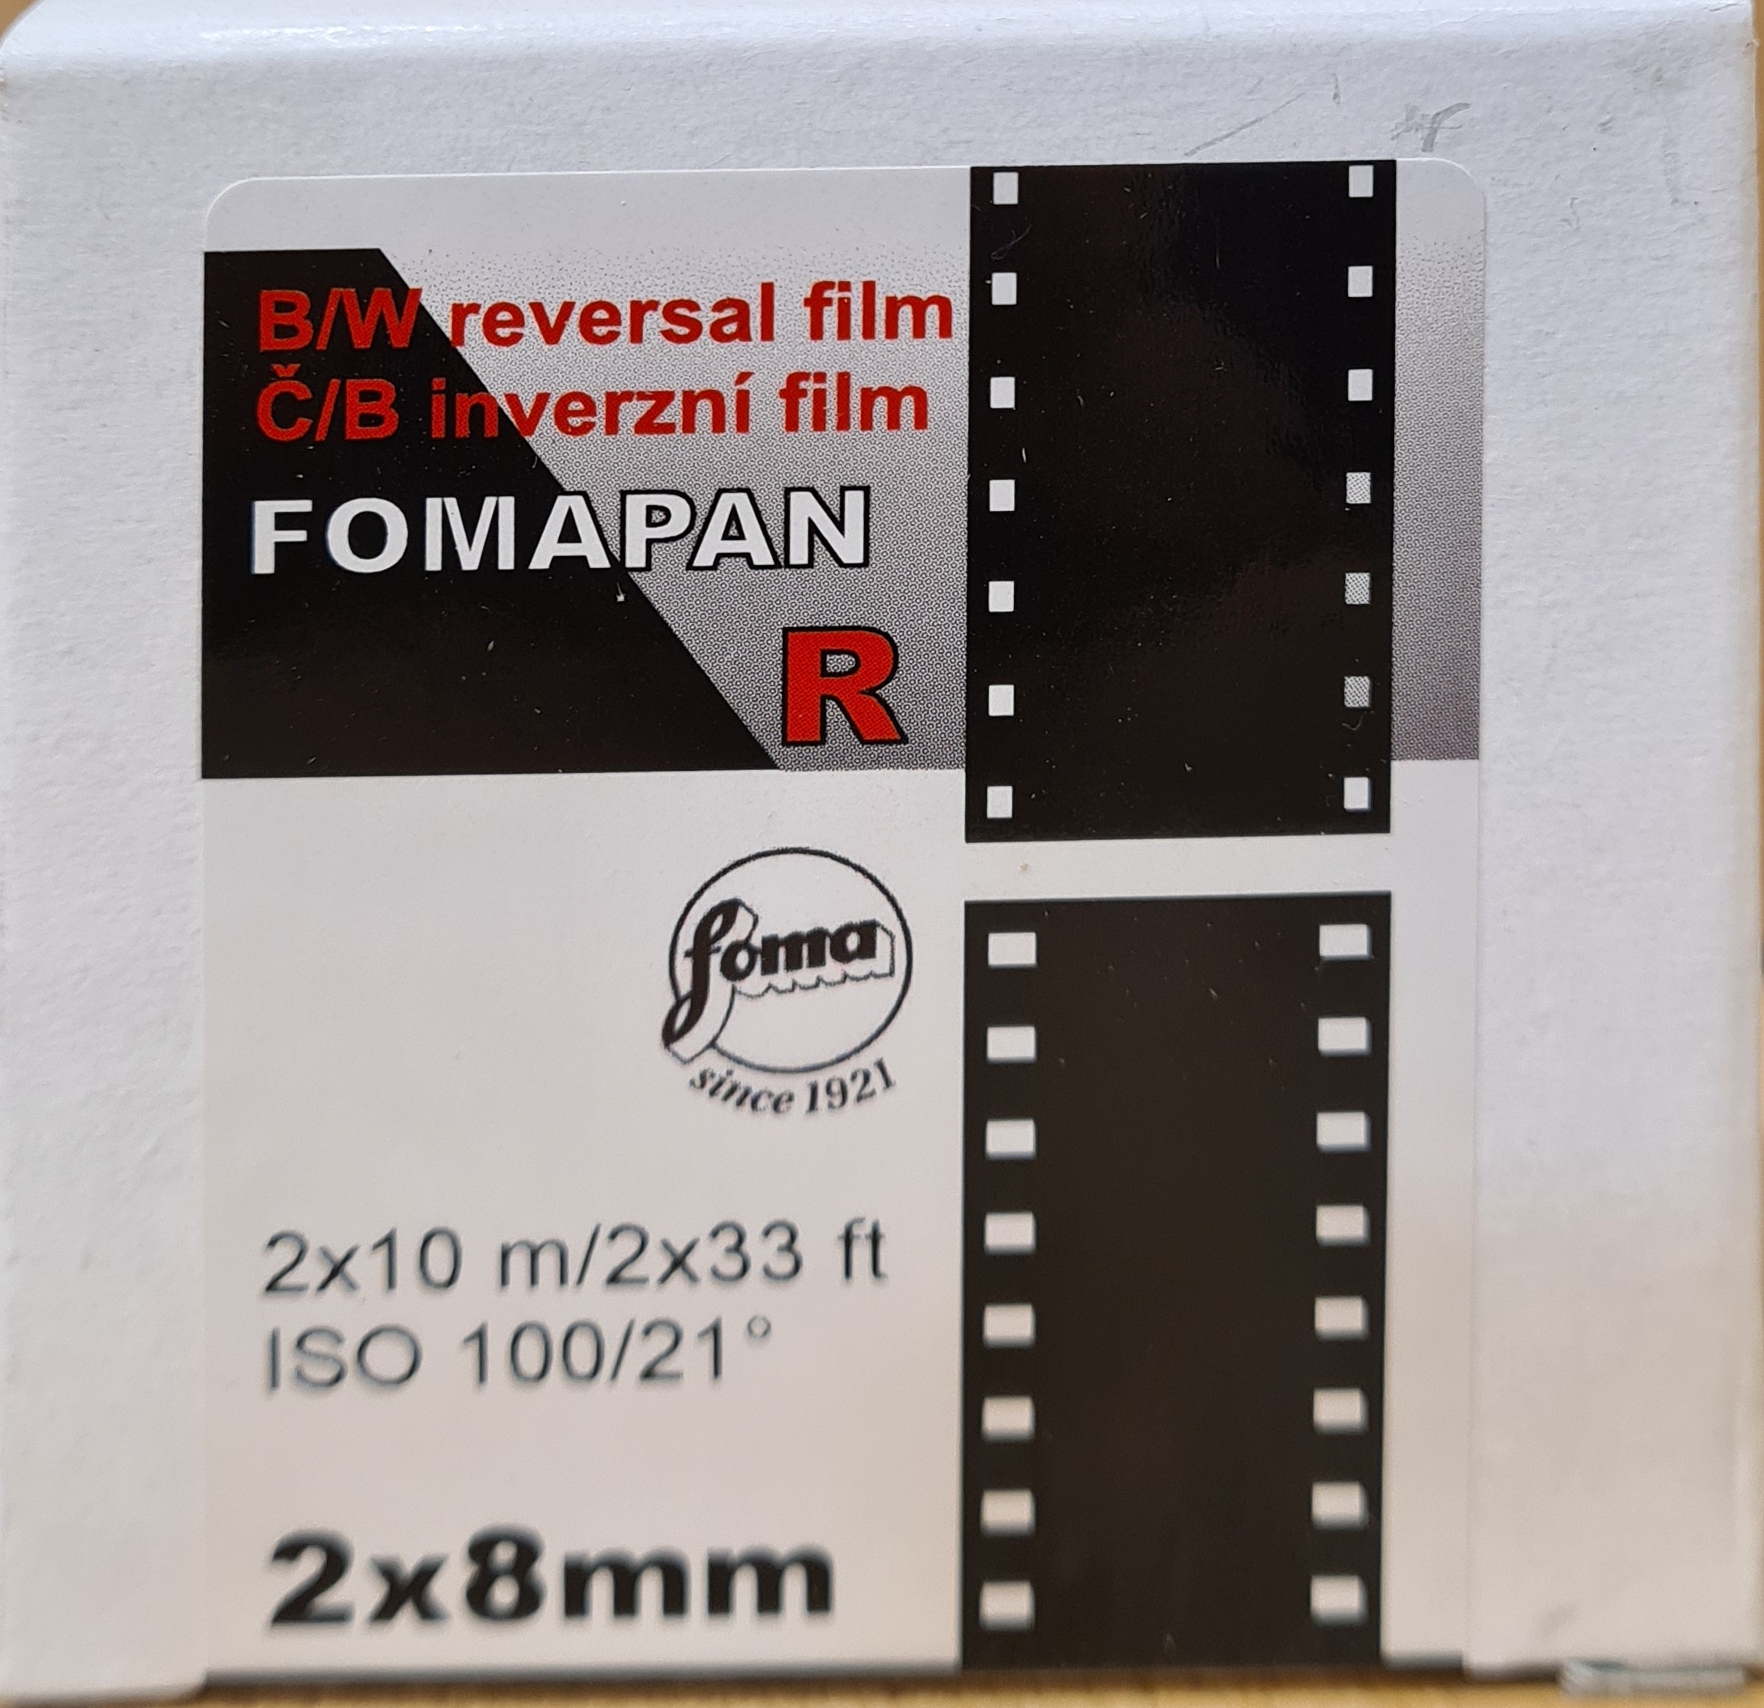 B/W reversal film
Č/B inverzní film
FOMAPAN
R
foma
since 1921
2x10 m/2x33 ft
ISO 100/21°
2x8mm